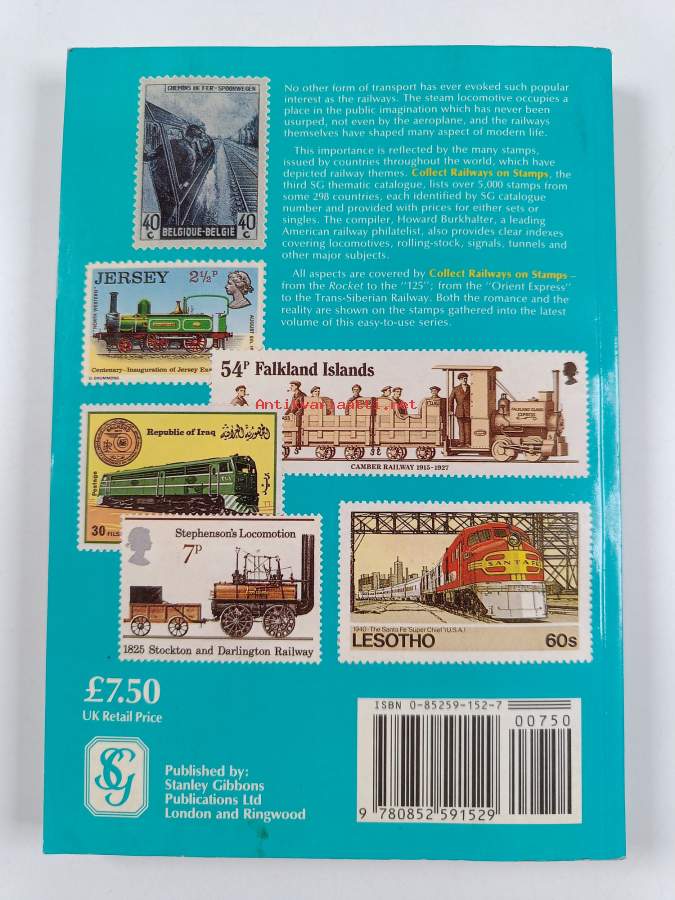 CHEMINS DE FER-SPOORWEGEN
40 c
40 c
BELGIQUE-BELGIË
No other form of transport has ever evoked such popular
interest as the railways. The steam locomotive occupies a
place in the public imagination which has never been
usurped, not even by the aeroplane, and the railways
themselves have shaped many aspect of modern life.
This importance is reflected by the many stamps,
issued by countries throughout the world, which have
depicted railway themes. Collect Railways on Stamps, the
third SG thematic catalogue, lists over 5,000 stamps from
some 298 countries, each identified by SG catalogue
number and provided with prices for either sets or
singles. The compiler, Howard Burkhalter, a leading
American railway philatelist, also provides clear indexes
covering locomotives, rolling-stock, signals, tunnels and
other major subjects.
All aspects are covered by Collect Railways on Stamps –
from the Rocket to the "125"; from the "Orient Express"
to the Trans-Siberian Railway. Both the romance and the
reality are shown on the stamps gathered into the latest
volume of this easy-to-use series.
JERSEY 2½P
Centenary-Inauguration of Jersey Ea
54P Falkland Islands
FALKLAND ISLANDS
EXPRESS
CAMBER RAILWAY 1915-1927
Antikvariaatti.net
Republic of Iraq الجمهورية العراقية
Postage
30 FILS
Stephenson's Locomotion
7p
1825 Stockton and Darlington Railway
SANTA FE
1940-The Santa Fe 'Super Chief' (U.S.A.)
LESOTHO 60s
£7.50
UK Retail Price
SG
Published by:
Stanley Gibbons
Publications Ltd
London and Ringwood
ISBN 0-85259-152-7
00750
9 780852 591529